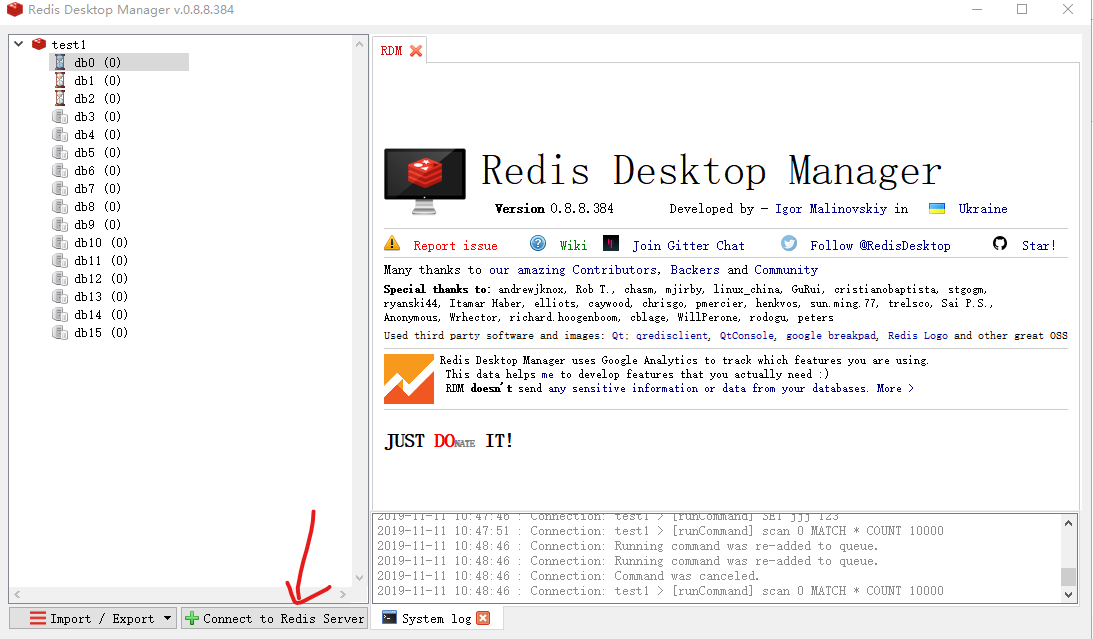 Redis Desktop Manager v.0.8.8.384
test1
db0 (0)
db1 (0)
db2 (0)
db3 (0)
db4 (0)
db5 (0)
db6 (0)
db7 (0)
db8 (0)
db9 (0)
db10 (0)
db11 (0)
db12 (0)
db13 (0)
db14 (0)
db15 (0)
Import / Export
Connect to Redis Server
RDM
Redis Desktop Manager
Version 0.8.8.384 Developed by - Igor Malinovskiy in Ukraine
Report issue Wiki Join Gitter Chat Follow @RedisDesktop Star!
Many thanks to our amazing Contributors, Backers and Community
Special thanks to: andrewjknox, Rob T., chasm, mjirby, linux_china, GuRui, cristianobaptista, stgogm,
ryanski44, Itamar Haber, elliots, caywood, chrisgo, pmercier, henkvos, sun.ming.77, trelsco, Sai P.S.,
Anonymous, Wrhector, richard.hoogenboom, cblage, WillPerone, rodogu, peters
Used third party software and images: Qt; qredisclient, QtConsole, google breakpad, Redis Logo and other great OSS
Redis Desktop Manager uses Google Analytics to track which features you are using.
This data helps me to develop features that you actually need :)
RDM doesn't send any sensitive information or data from your databases. More >
JUST DONATE IT!
2019-11-11 10:47:46 : Connection: test1 > [runCommand] SET jjj 123
2019-11-11 10:47:51 : Connection: test1 > [runCommand] scan 0 MATCH * COUNT 10000
2019-11-11 10:48:46 : Connection: Running command was re-added to queue.
2019-11-11 10:48:46 : Connection: Running command was re-added to queue.
2019-11-11 10:48:46 : Connection: Command was canceled.
2019-11-11 10:48:46 : Connection: test1 > [runCommand] scan 0 MATCH * COUNT 10000
System log